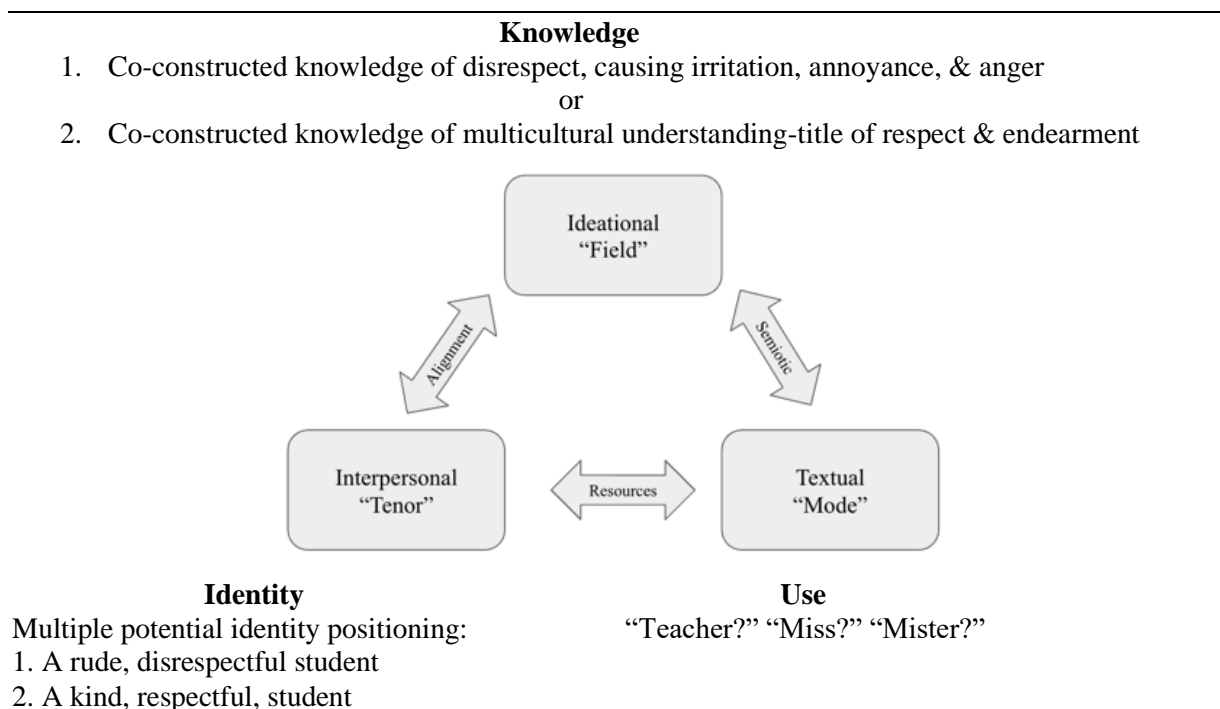 Knowledge
1. Co-constructed knowledge of disrespect, causing irritation, annoyance, & anger
or
2. Co-constructed knowledge of multicultural understanding-title of respect & endearment
Ideational
“Field”
Alignment
Semiotic
Interpersonal
“Tenor”
Resources
Textual
“Mode”
Identity
Multiple potential identity positioning:
1. A rude, disrespectful student
2. A kind, respectful, student
Use
“Teacher?” “Miss?” “Mister?”